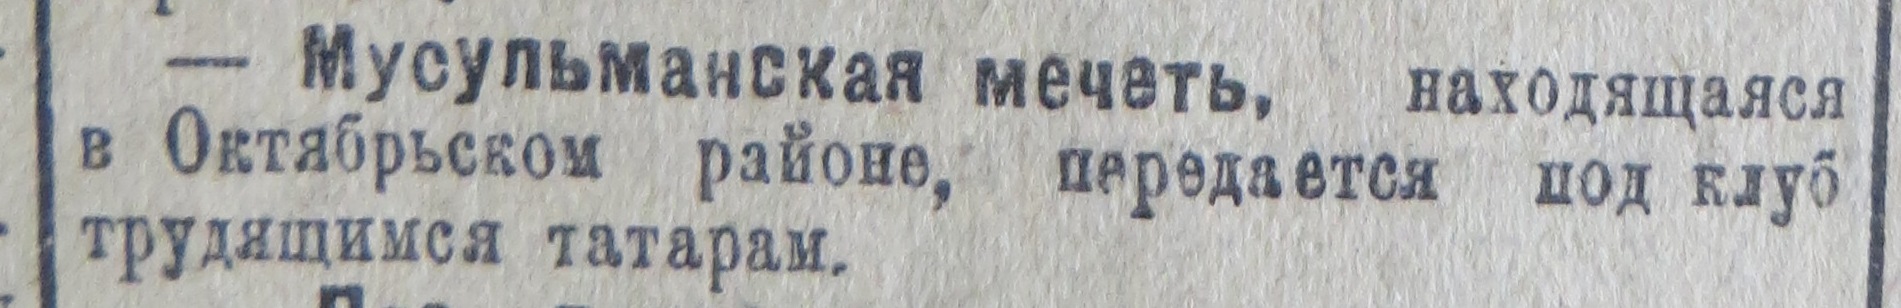 — Мусульманская мечеть, находящаяся
в Октябрьском районе, передается под клуб
трудящимся татарам.